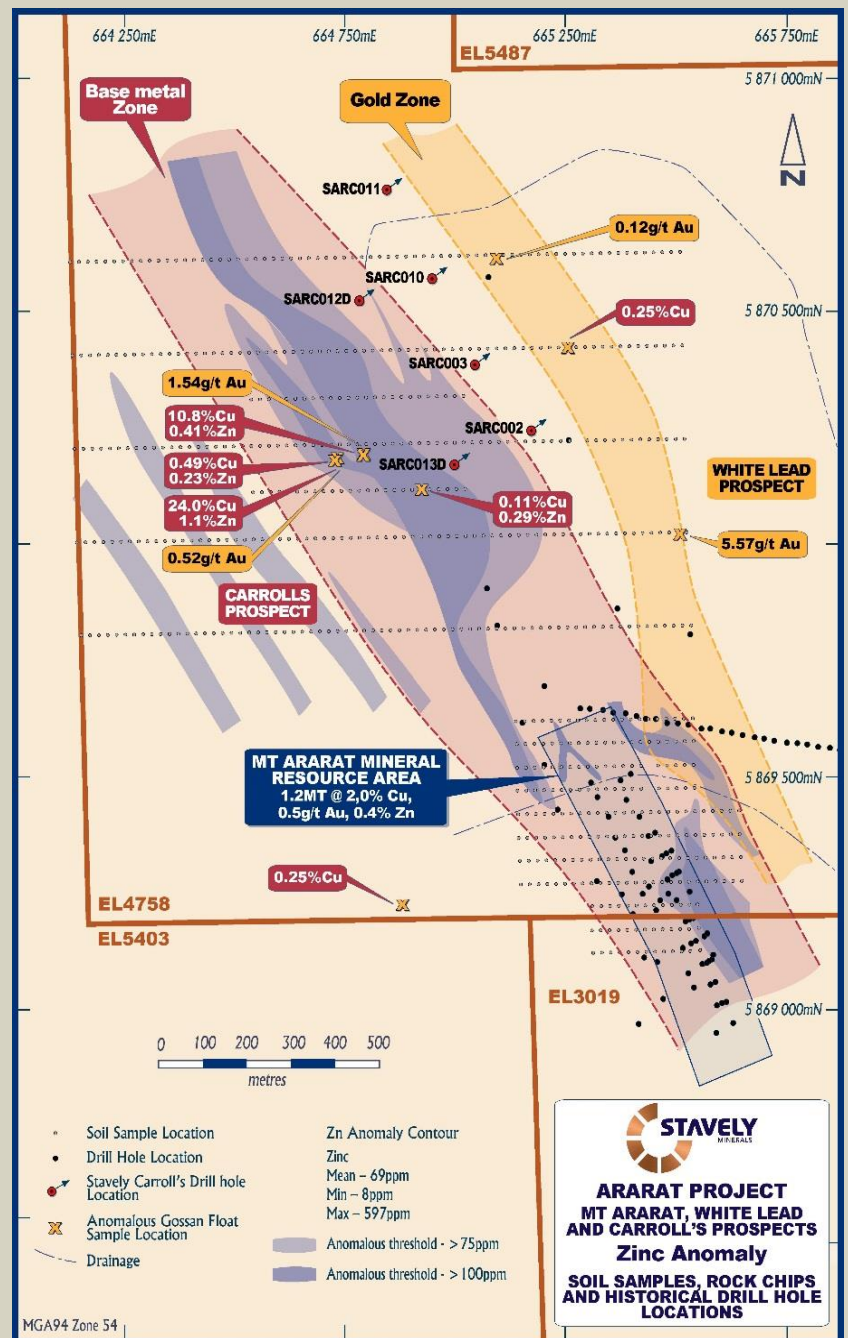 664 250mE
664 750mE
665 250mE
665 750mE
EL5487
5 871 000mN
Base metal
Zone
Gold Zone
N
SARC011
0.12g/t Au
SARC010
SARC012D
0.25%Cu
5 870 500mN
SARC003
1.54g/t Au
10.8%Cu
0.41%Zn
SARC002
0.49%Cu
0.23%Zn
SARC013D
WHITE LEAD
PROSPECT
24.0%Cu
1.1%Zn
0.11%Cu
0.29%Zn
0.52g/t Au
5.57g/t Au
CARROLLS
PROSPECT
MT ARARAT MINERAL
RESOURCE AREA
1.2MT @ 2,0% Cu,
0.5g/t Au, 0.4% Zn
5 869 500mN
0.25%Cu
EL4758
EL5403
EL3019
5 869 000mN
0 100 200 300 400 500
metres
Soil Sample Location
Drill Hole Location
Stavely Carroll's Drill hole
Location
Anomalous Gossan Float
Sample Location
Drainage
Zn Anomaly Contour
Zinc
Mean – 69ppm
Min – 8ppm
Max – 597ppm
Anomalous threshold - >75ppm
Anomalous threshold - >100ppm
STAVELY
MINERALS
ARARAT PROJECT
MT ARARAT, WHITE LEAD
AND CARROLL'S PROSPECTS
Zinc Anomaly
SOIL SAMPLES, ROCK CHIPS
AND HISTORICAL DRILL HOLE
LOCATIONS
MGA94 Zone 54